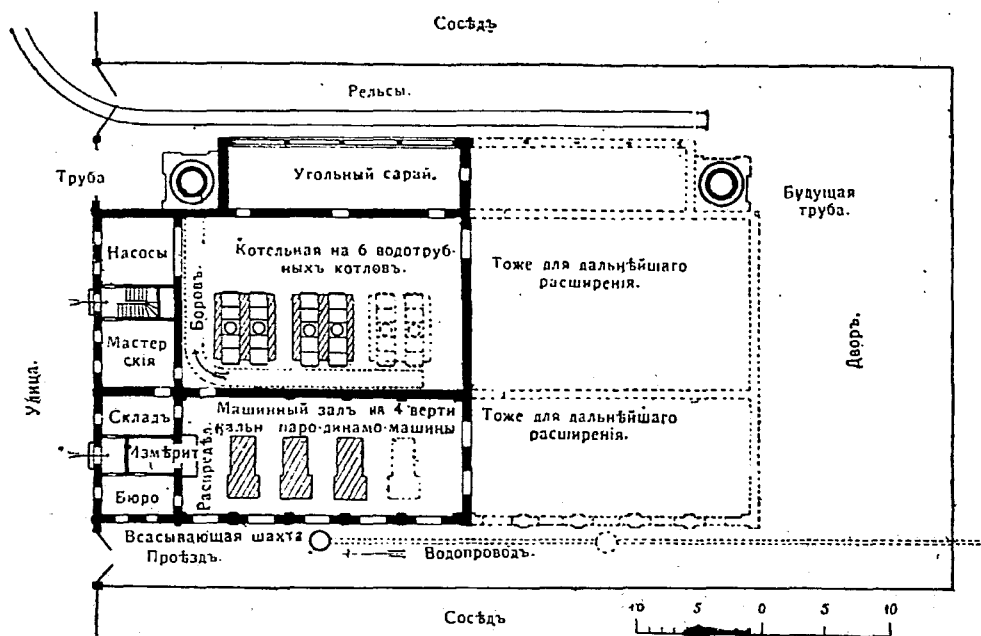 Сосѣдъ
Рельсы.
Труба
Угольный сарай.
Будущая
труба.
Насосы
Котельная на 6 водотруб-
ныхъ котловъ.
Тоже для дальнѣйшаго
расширенія.
Боровъ.
Мастер
скія
Улица.
Дворъ.
Складъ
Машинный залъ на 4 верти
кальн паро-динамо-машины
Тоже для дальнѣйшаго
расширенія.
Измѣрит
Распредѣл.
Бюро
Всасывающая шахта
Проѣздъ.
Водопроводъ.
Сосѣдъ
10 5 0 5 10